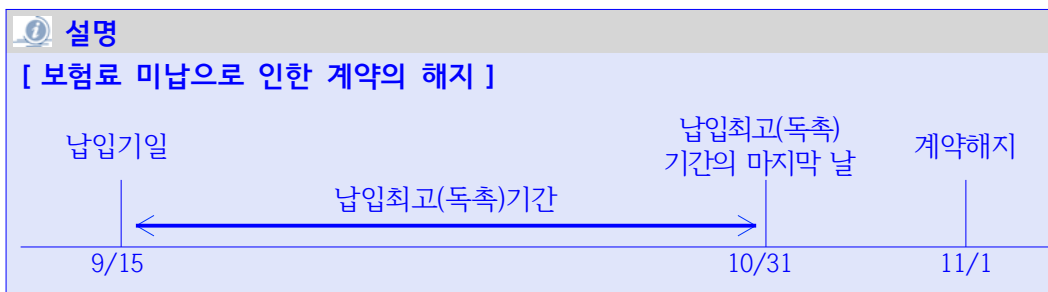 설명
[ 보험료 미납으로 인한 계약의 해지 ]
납입기일
납입최고(독촉)
기간의 마지막 날
계약해지
납입최고(독촉)기간
9/15
10/31
11/1